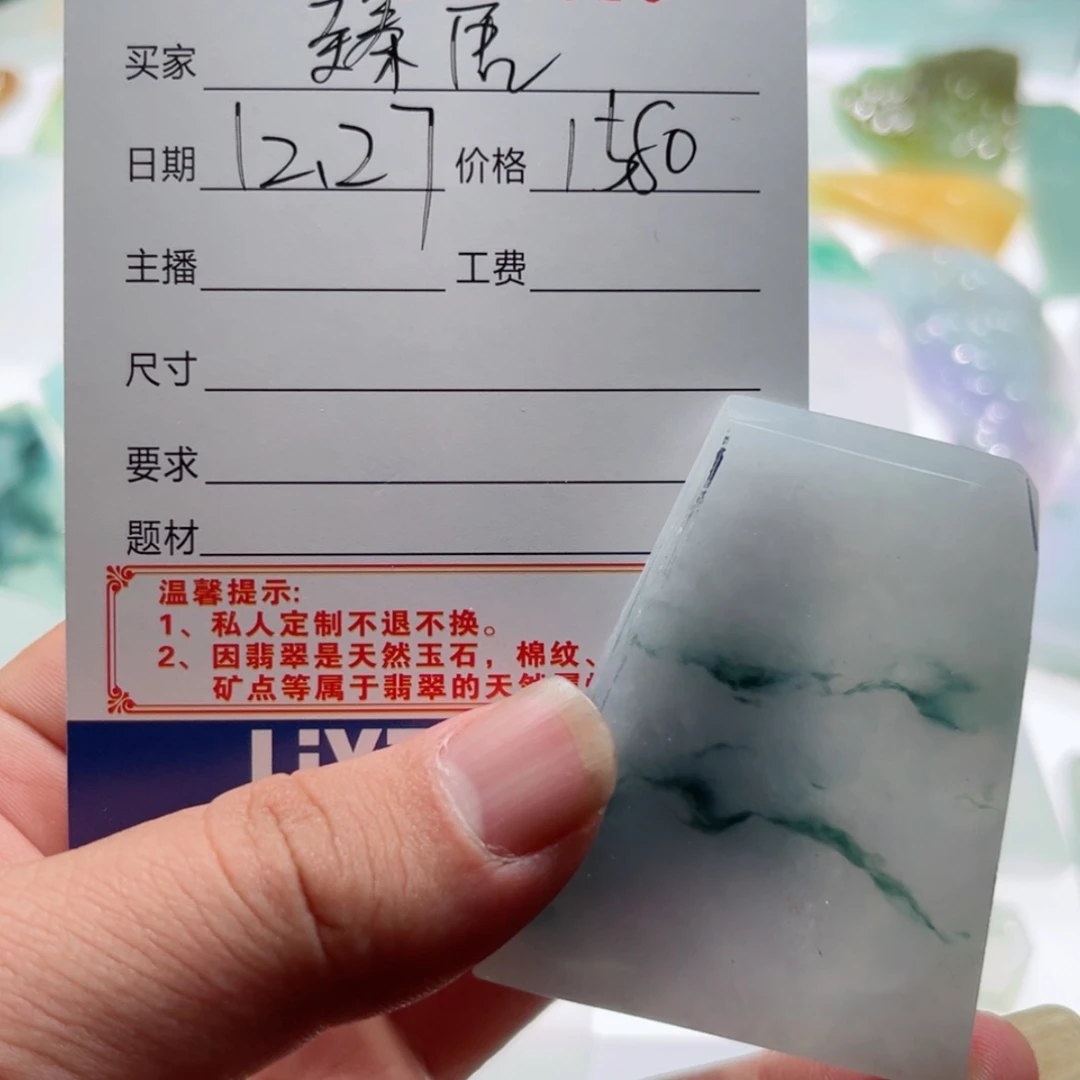 买家 臻
日期 12.27 价格 1580
主播 工费
尺寸
要求
题材
温馨提示:
1、私人定制不退不换。
2、因翡翠是天然玉石，棉纹、
矿点等属于翡翠的天然